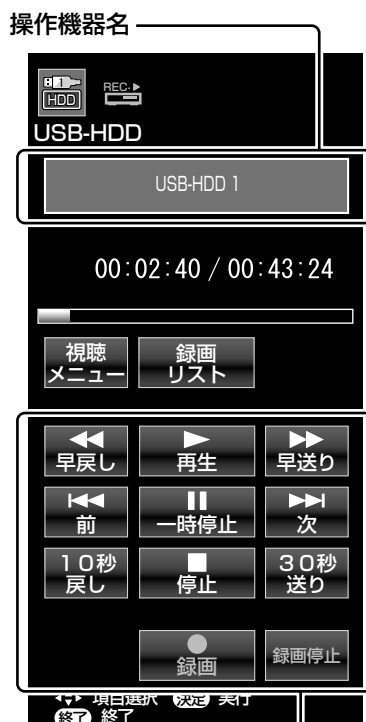 操作機器名
HDD
REC
USB-HDD
USB-HDD 1
00:02:40 / 00:43:24
視聴
メニュー
録画
リスト
早戻し 再生 早送り
前 一時停止 次
10秒
戻し
停止
30秒
送り
録画 録画停止
項目選択 決定 実行
終了 終了